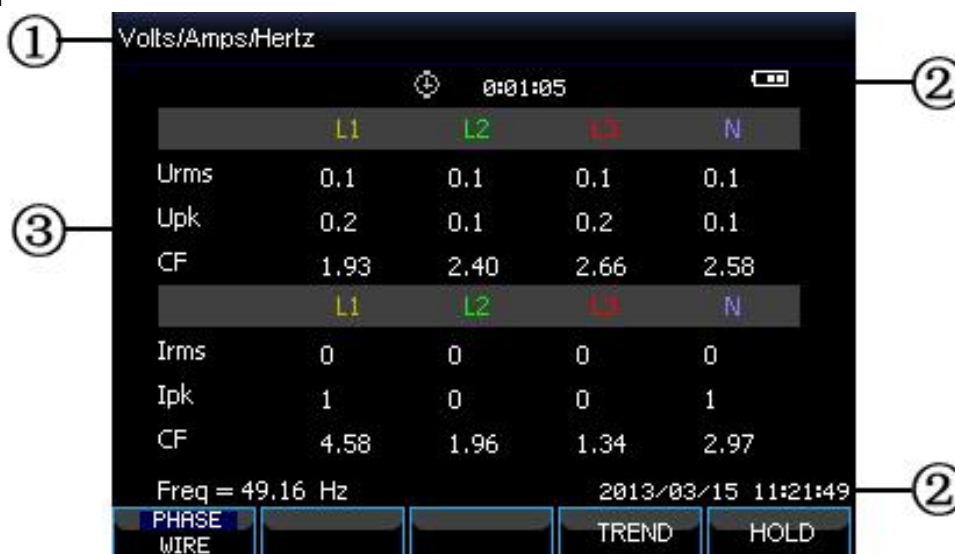 ① Volts/Amps/Hertz
0:01:05 ②
L1 L2 L3 N
Urms 0.1 0.1 0.1 0.1
③ Upk 0.2 0.1 0.2 0.1
CF 1.93 2.40 2.66 2.58
L1 L2 L3 N
Irms 0 0 0 0
Ipk 1 0 0 1
CF 4.58 1.96 1.34 2.97
Freq = 49.16 Hz 2013/03/15 11:21:49 ②
PHASE TREND HOLD
WIRE